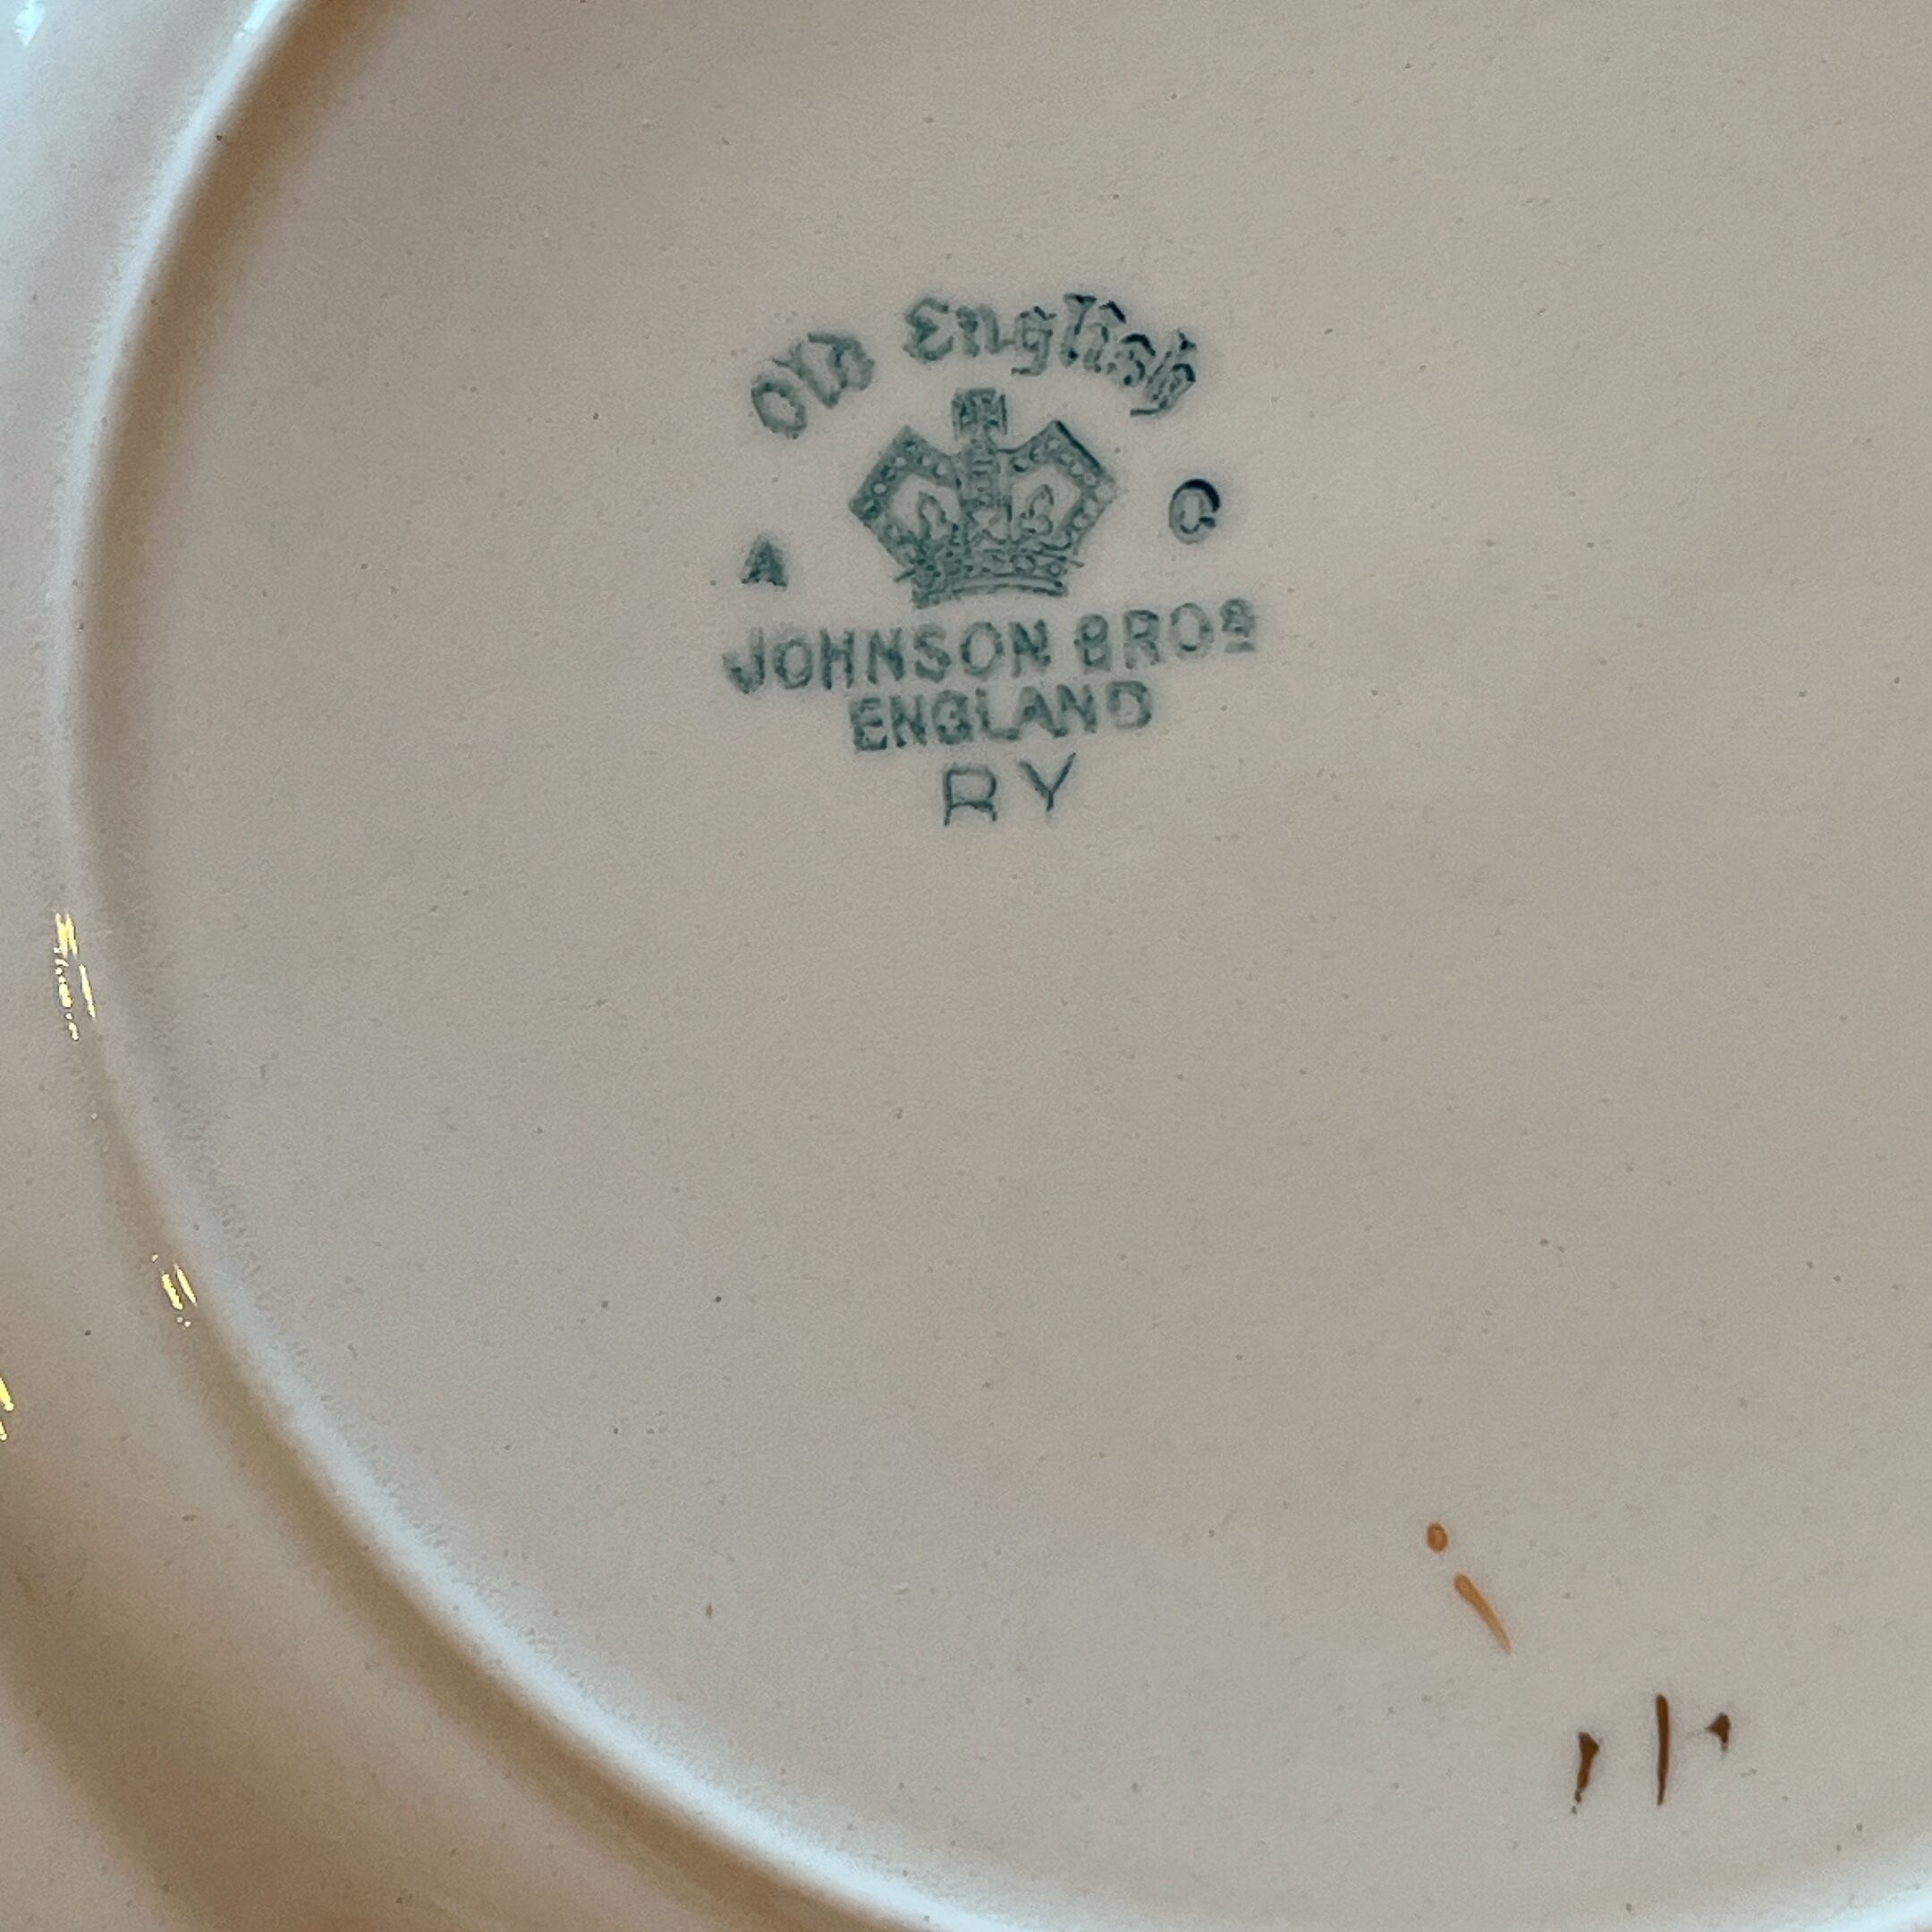 Old English
A G
JOHNSON BROS
ENGLAND
RY